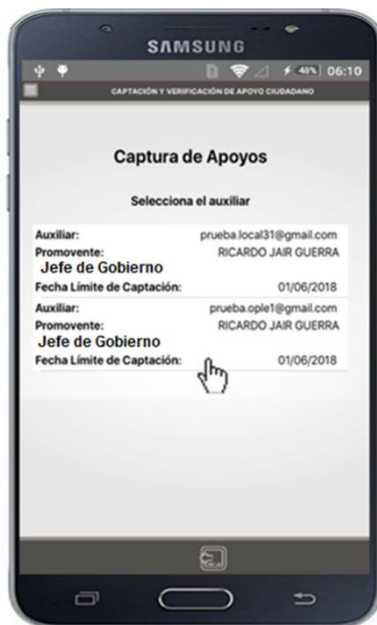 SAMSUNG
48% 06:10
CAPTACIÓN Y VERIFICACIÓN DE APOYO CIUDADANO
Captura de Apoyos
Selecciona el auxiliar
Auxiliar: prueba.local31@gmail.com
Promovente: RICARDO JAIR GUERRA
Jefe de Gobierno
Fecha Límite de Captación: 01/06/2018
Auxiliar: prueba.ople1@gmail.com
Promovente: RICARDO JAIR GUERRA
Jefe de Gobierno
Fecha Límite de Captación: 01/06/2018